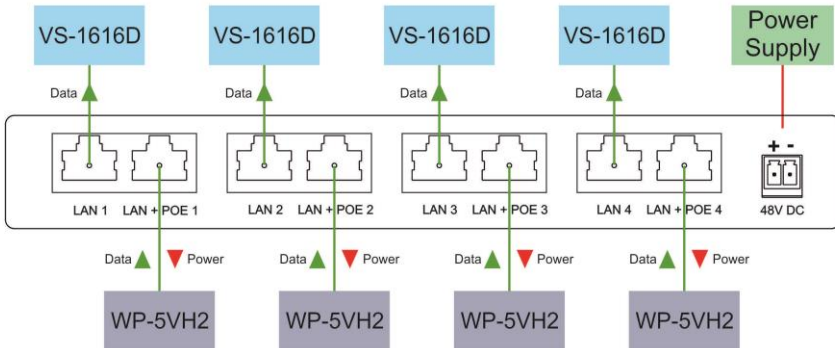 VS-1616D VS-1616D VS-1616D VS-1616D Power Supply
Data Data Data Data
+ -
LAN 1 LAN + POE 1 LAN 2 LAN + POE 2 LAN 3 LAN + POE 3 LAN 4 LAN + POE 4 48V DC
Data Power Data Power Data Power Data Power
WP-5VH2 WP-5VH2 WP-5VH2 WP-5VH2